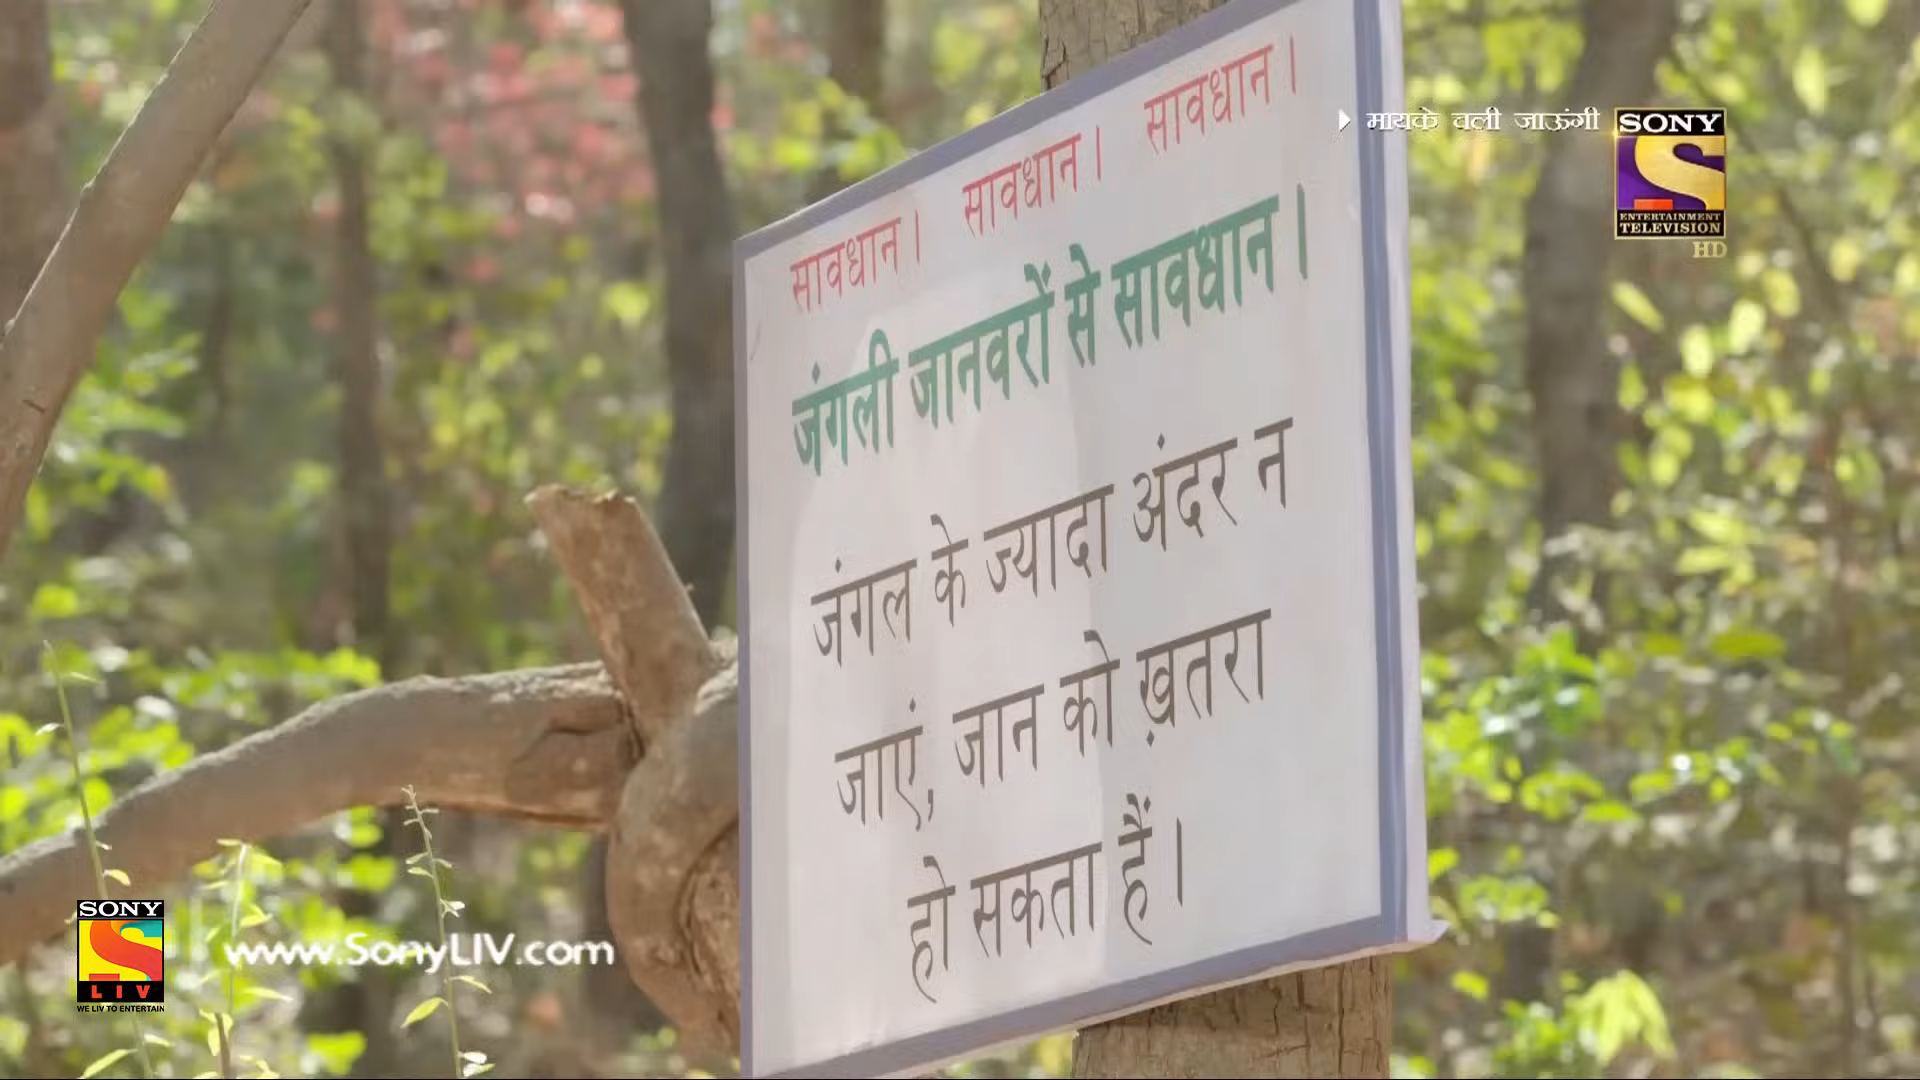 सावधान। सावधान। सावधान।
जंगली जानवरों से सावधान।
जंगल के ज्यादा अंदर न
जाएं, जान को ख़तरा
हो सकता हैं।
मायके चली जाऊंगी
SONY
ENTERTAINMENT
TELEVISION
HD
SONY
LIV
WE LIV TO ENTERTAIN
www.SonyLIV.com